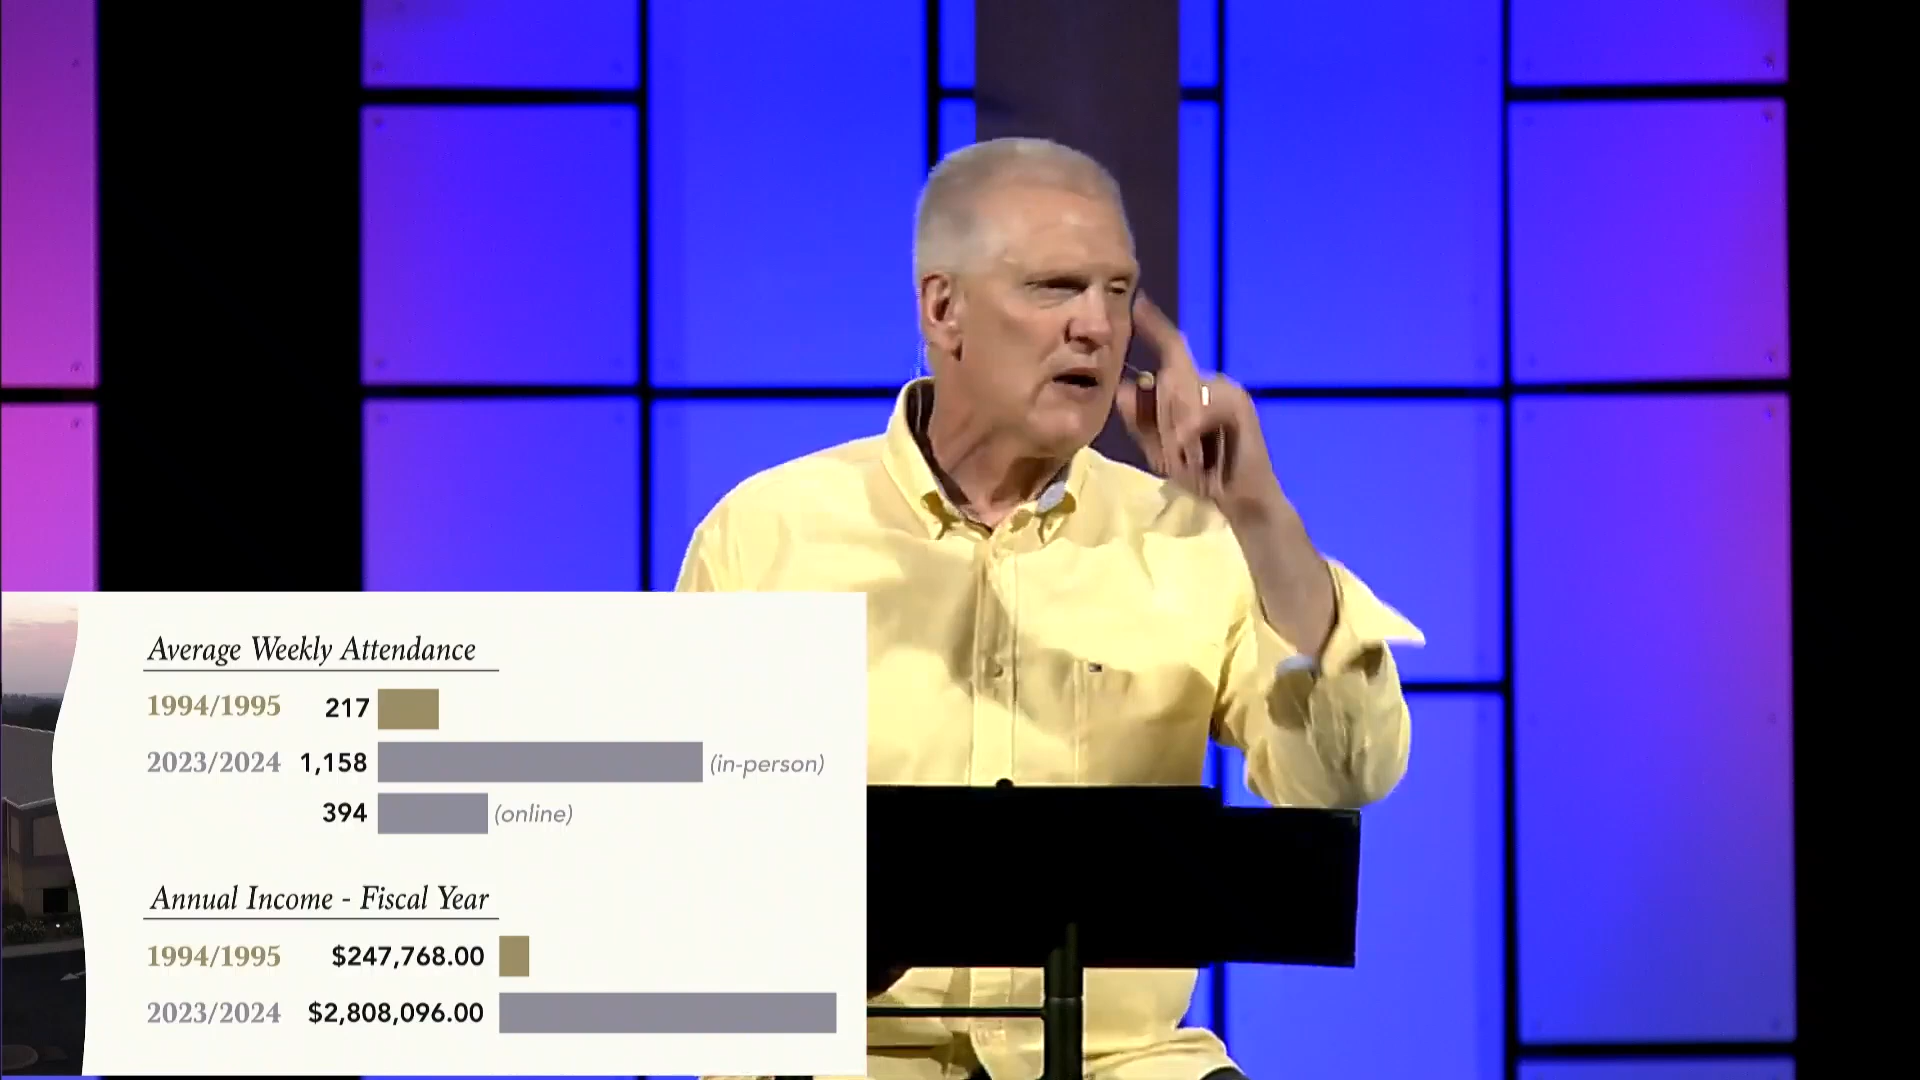 Average Weekly Attendance
1994/1995 217
2023/2024 1,158 (in-person)
394 (online)
Annual Income - Fiscal Year
1994/1995 $247,768.00
2023/2024 $2,808,096.00